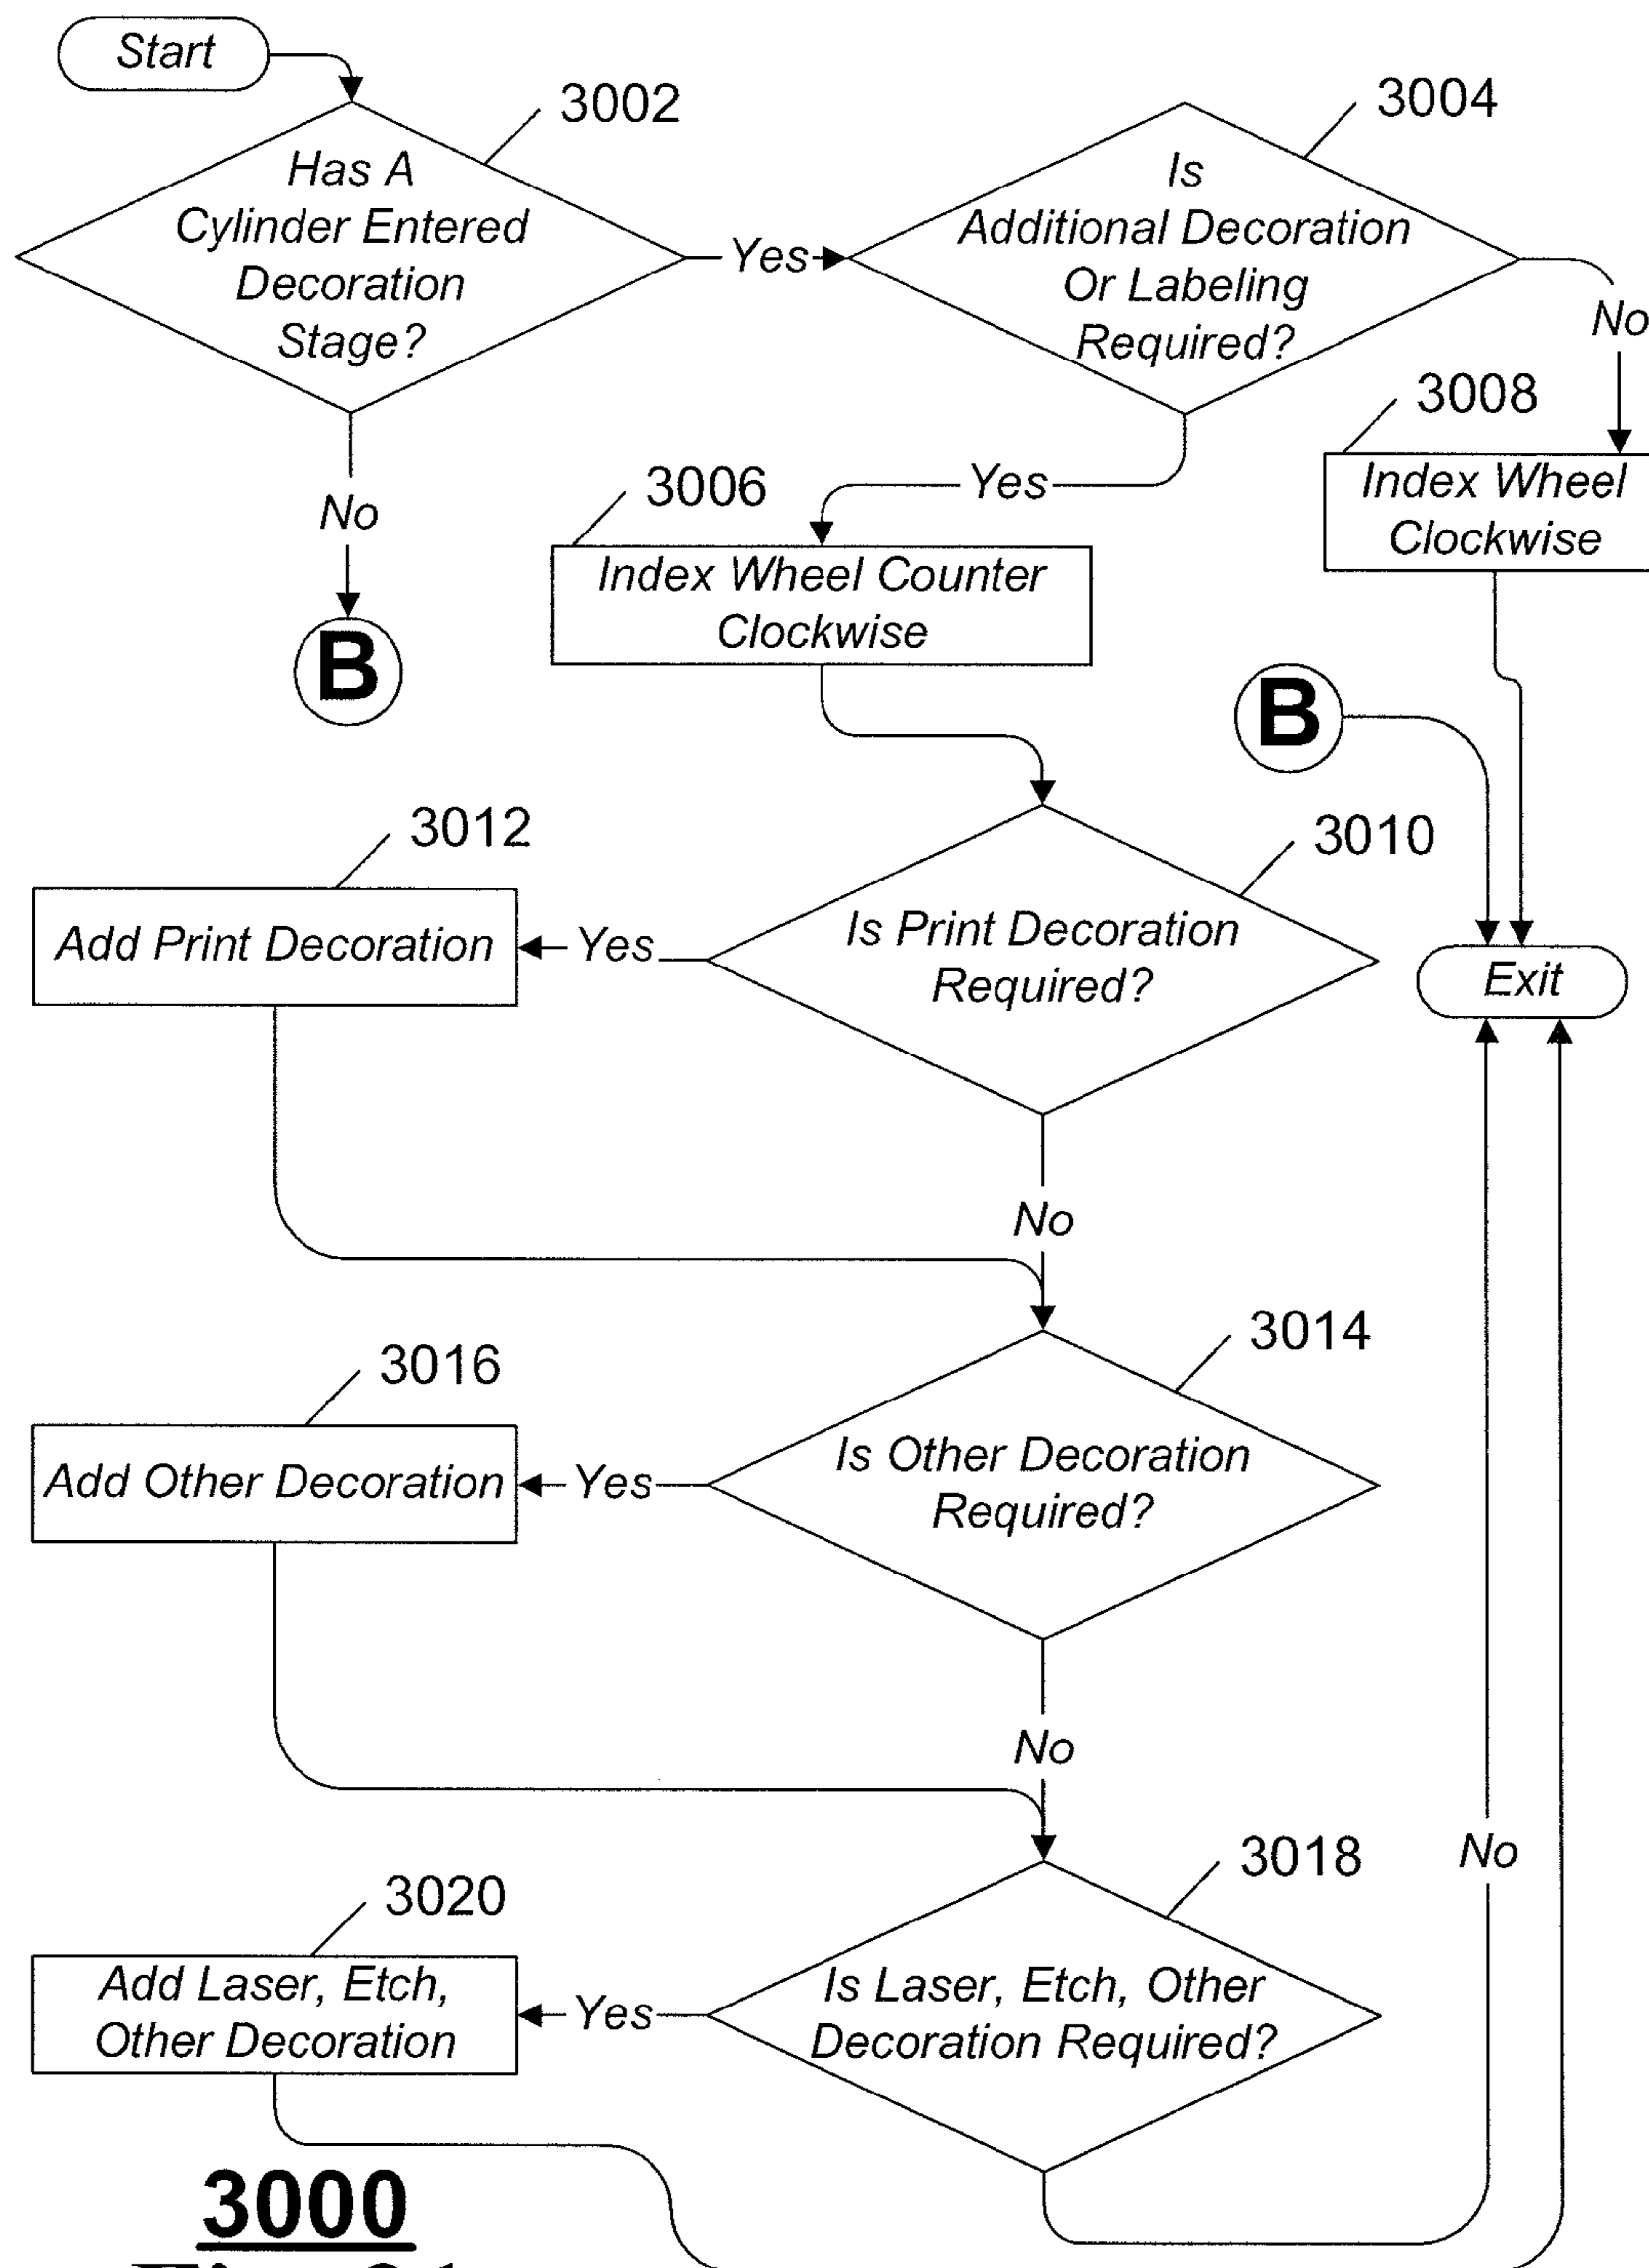 Start
3002
Has A
Cylinder Entered
Decoration
Stage?
Yes
No
B
3004
Is
Additional Decoration
Or Labeling
Required?
No
3008
Index Wheel
Clockwise
Yes
3006
Index Wheel Counter
Clockwise
B
3010
Is Print Decoration
Required?
Yes
3012
Add Print Decoration
Exit
No
3014
Is Other Decoration
Required?
Yes
3016
Add Other Decoration
No
3018
Is Laser, Etch, Other
Decoration Required?
Yes
3020
Add Laser, Etch,
Other Decoration
No
3000